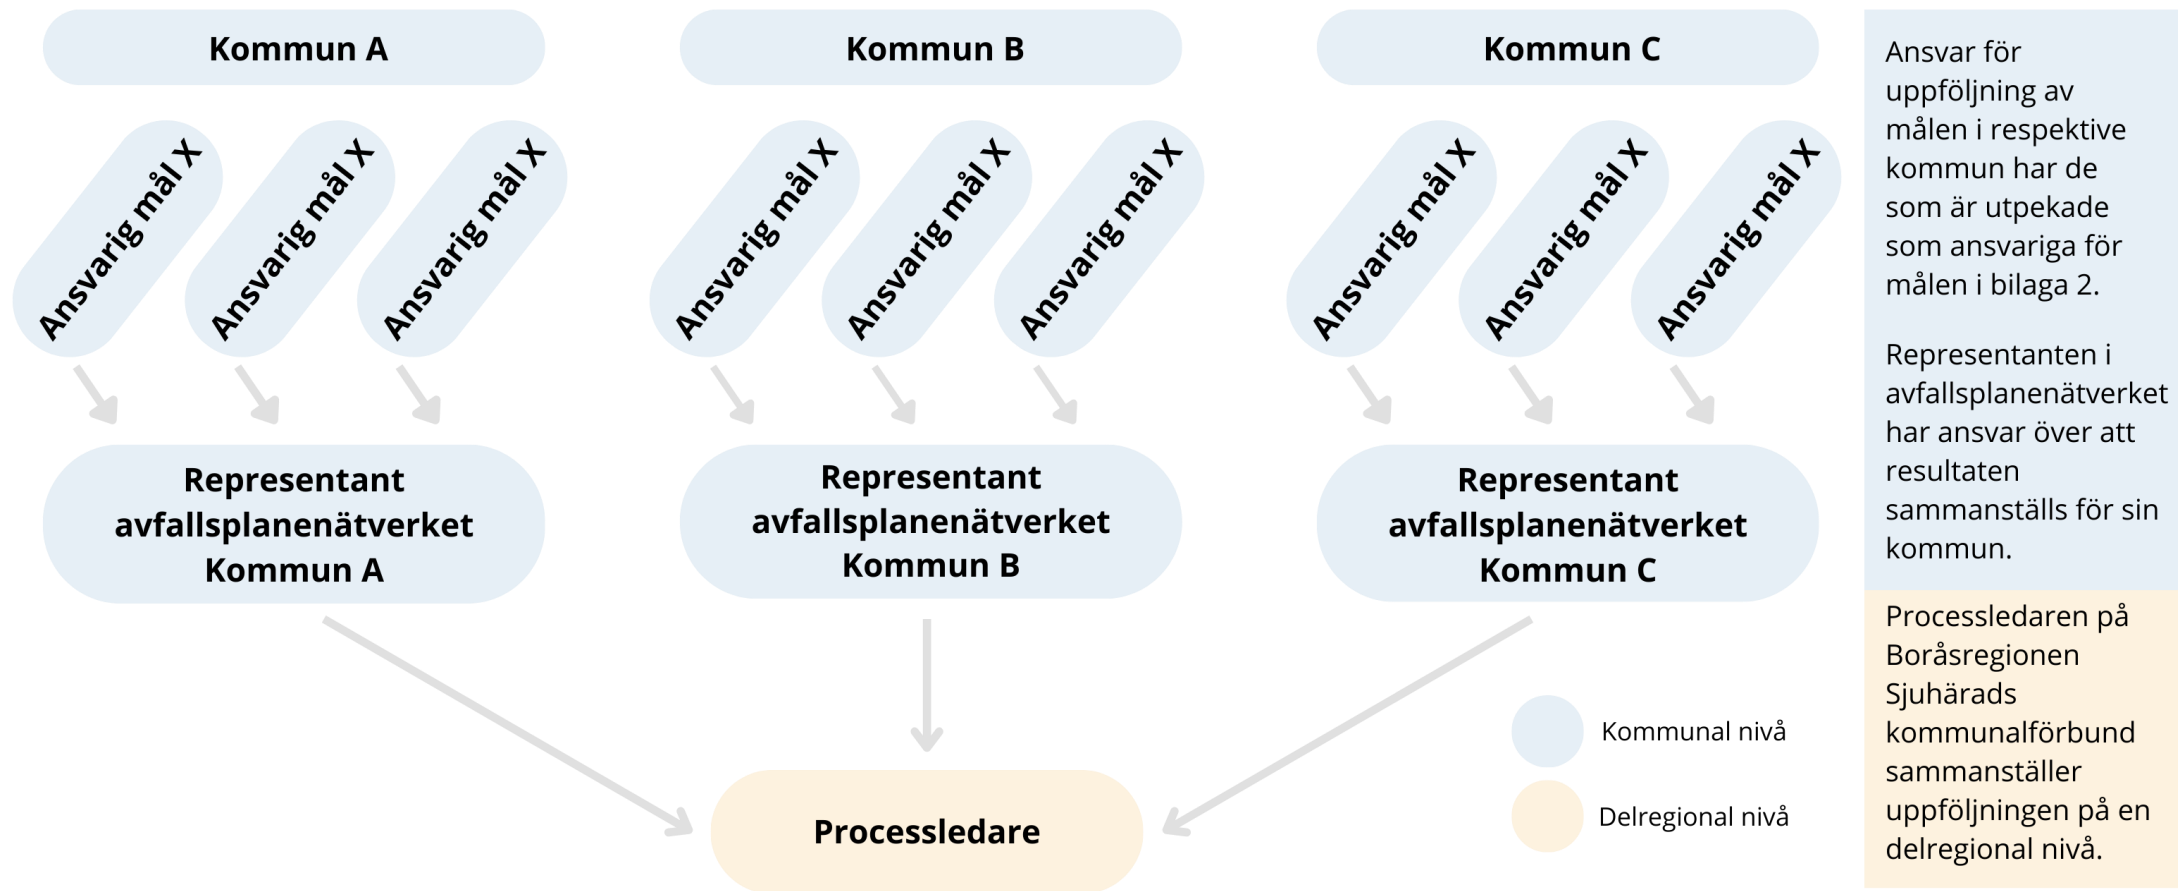 Kommun A
Kommun B
Kommun C
Ansvarig mål X
Ansvarig mål X
Ansvarig mål X
Ansvarig mål X
Ansvarig mål X
Ansvarig mål X
Ansvarig mål X
Ansvarig mål X
Ansvarig mål X
Representant
avfallsplanenätverket
Kommun A
Representant
avfallsplanenätverket
Kommun B
Representant
avfallsplanenätverket
Kommun C
Processledare
Kommunal nivå
Delregional nivå
Ansvar för
uppföljning av
målen i respektive
kommun har de
som är utpekade
som ansvariga för
målen i bilaga 2.
Representanten i
avfallsplanenätverket
har ansvar över att
resultaten
sammanställs för sin
kommun.
Processledaren på
Boråsregionen
Sjuhärads
kommunalförbund
sammanställer
uppföljningen på en
delregional nivå.